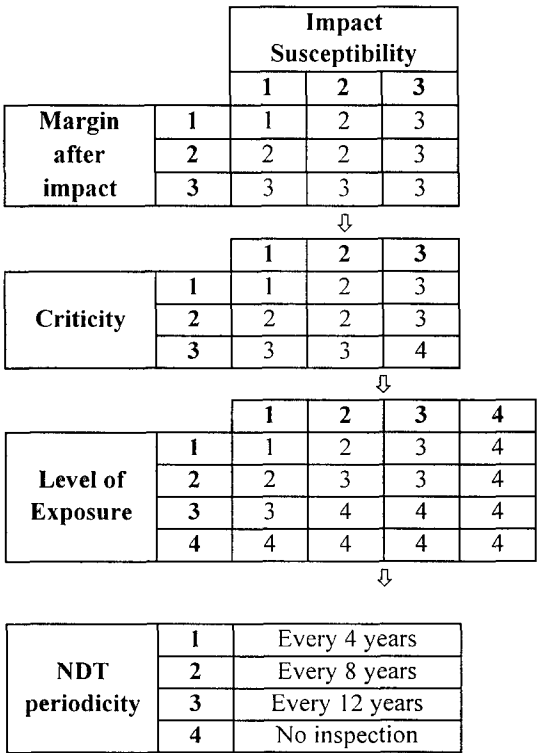 Impact
Susceptibility
1 2 3
Margin after impact 1 1 2 3
2 2 2 3
3 3 3 3
⇩
1 2 3
Criticity 1 1 2 3
2 2 2 3
3 3 3 4
⇩
1 2 3 4
Level of Exposure 1 1 2 3 4
2 2 3 3 4
3 3 4 4 4
4 4 4 4 4
⇩
NDT periodicity 1 Every 4 years
2 Every 8 years
3 Every 12 years
4 No inspection